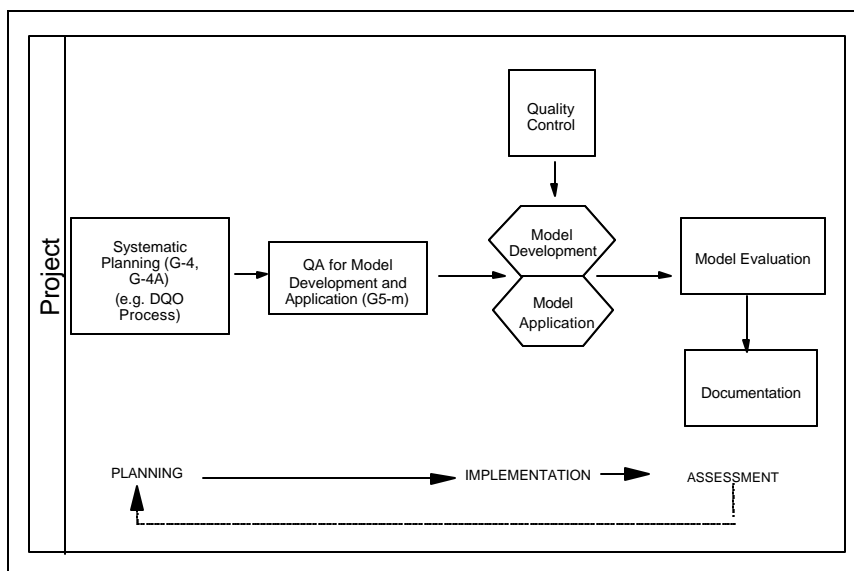 Project
Quality
Control
Systematic
Planning (G-4,
G-4A)
(e.g. DQO
Process)
QA for Model
Development and
Application (G5-m)
Model
Development
Model
Application
Model Evaluation
Documentation
PLANNING
IMPLEMENTATION
ASSESSMENT